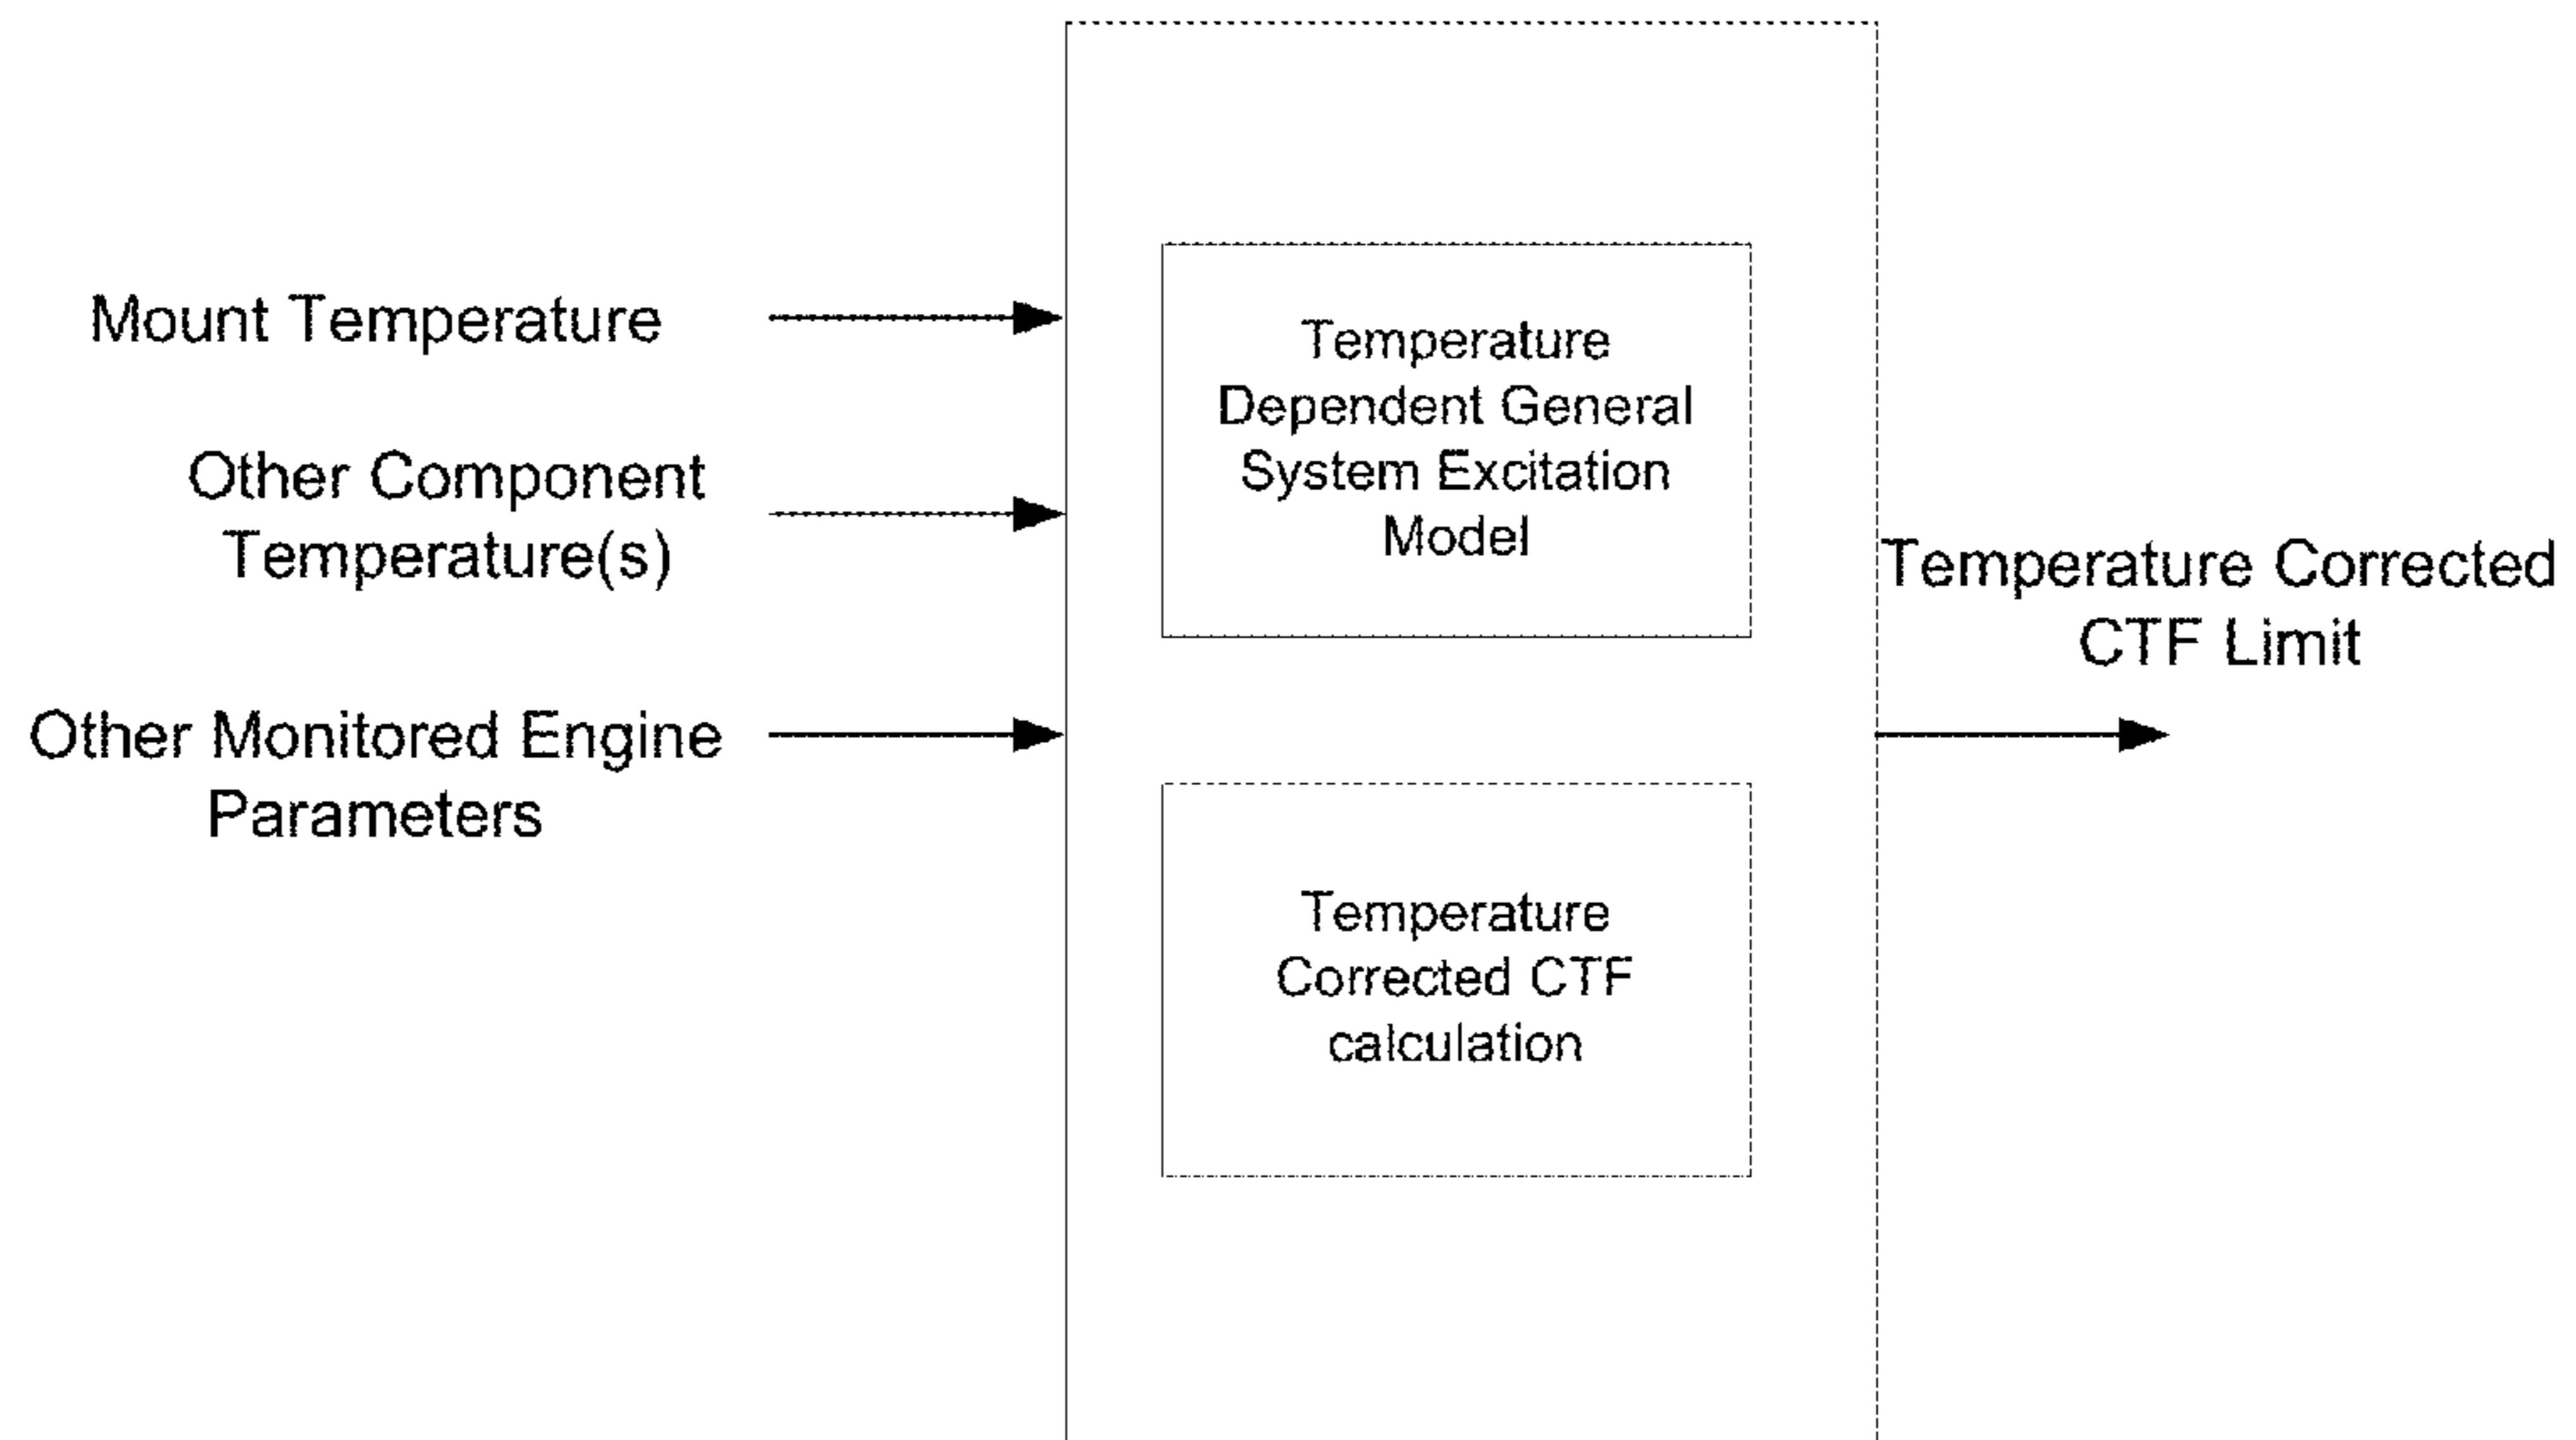 Mount Temperature
Other Component
Temperature(s)
Other Monitored Engine
Parameters
Temperature
Dependent General
System Excitation
Model
Temperature
Corrected CTF
calculation
Temperature Corrected
CTF Limit